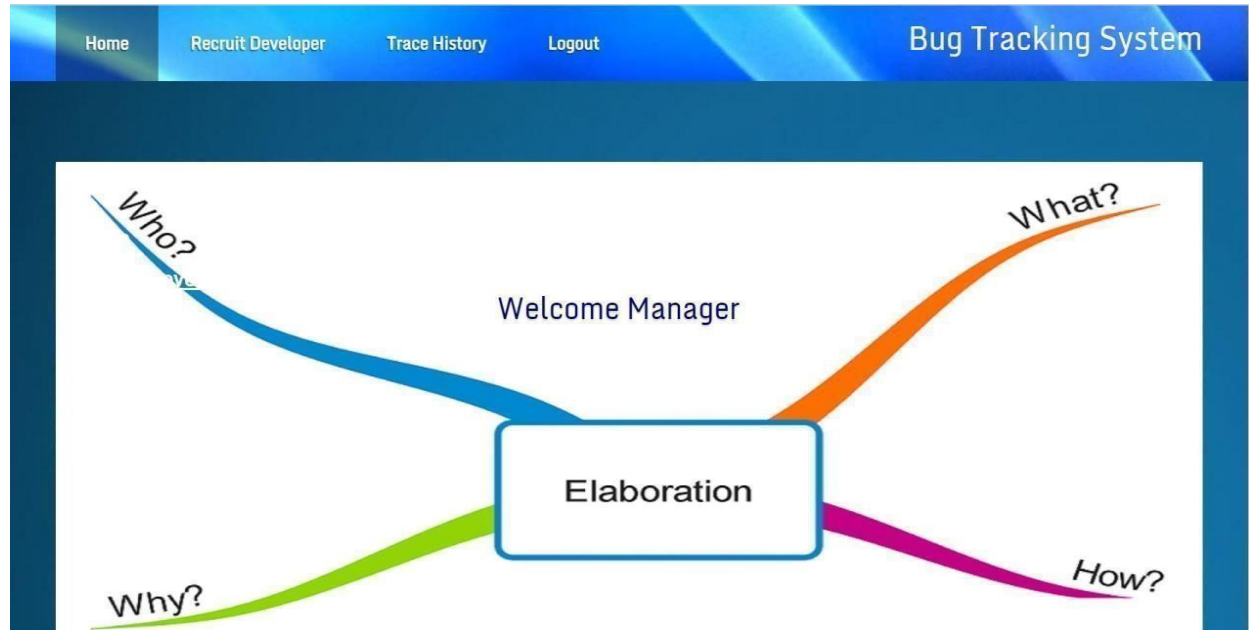 Home Recruit Developer Trace History Logout Bug Tracking System
Who?
What?
Welcome Manager
Elaboration
How?
Why?